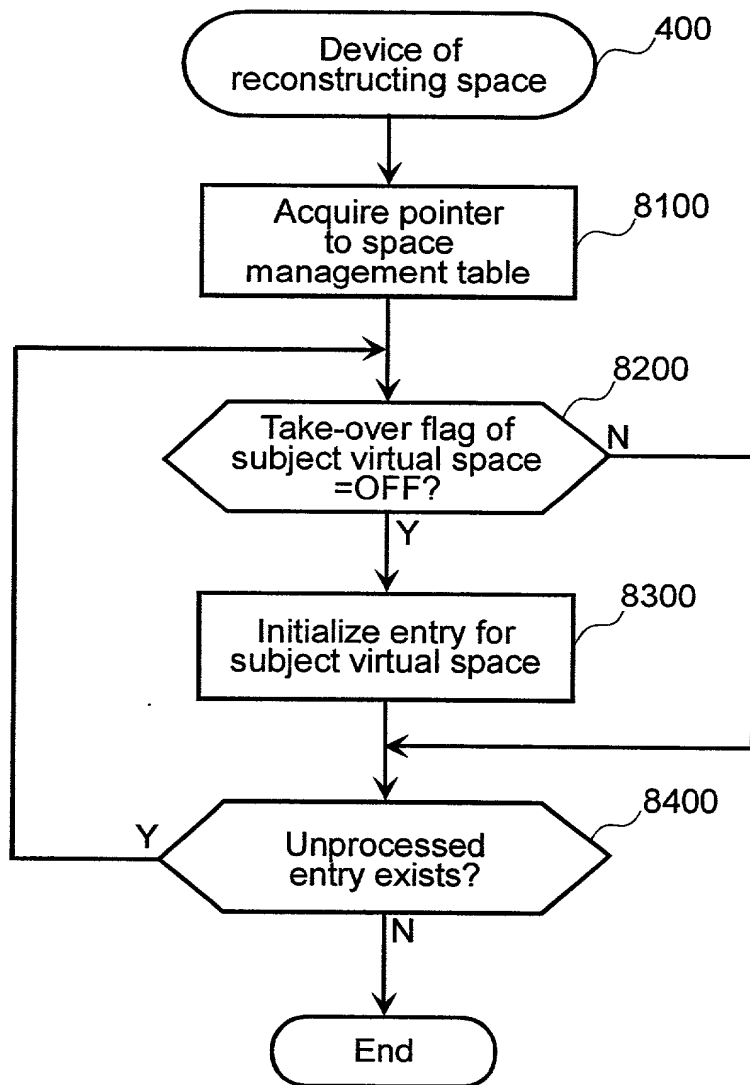 Device of
reconstructing space
400
Acquire pointer
to space
management table
8100
Take-over flag of
subject virtual space
=OFF?
8200
N
Y
Initialize entry for
subject virtual space
8300
Unprocessed
entry exists?
8400
Y
N
End